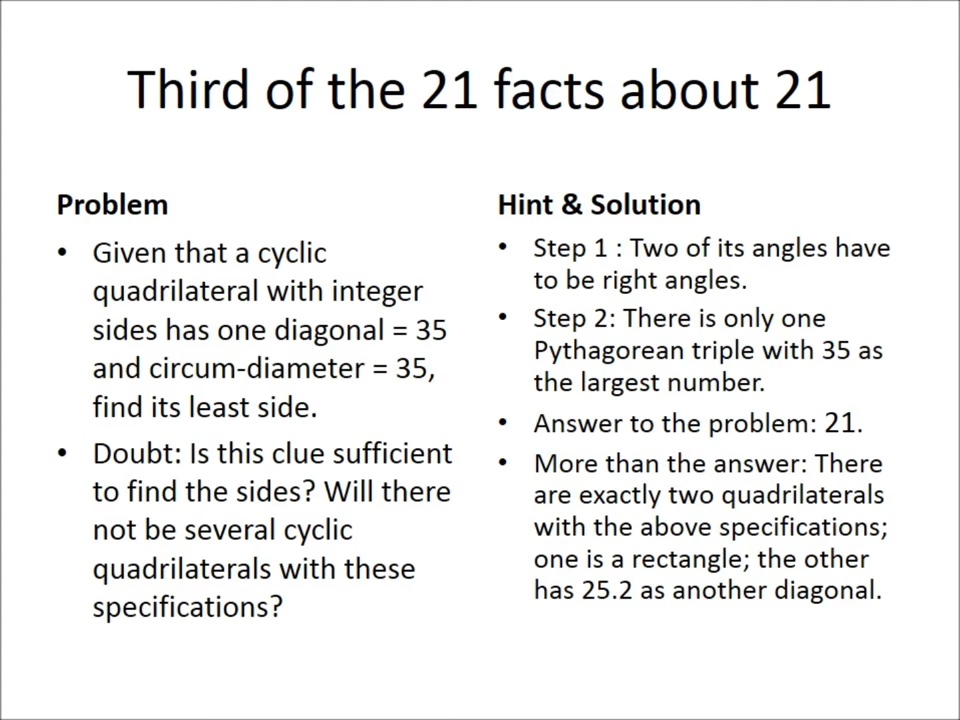 Third of the 21 facts about 21
Problem
• Given that a cyclic
quadrilateral with integer
sides has one diagonal = 35
and circum-diameter = 35,
find its least side.
• Doubt: Is this clue sufficient
to find the sides? Will there
not be several cyclic
quadrilaterals with these
specifications?
Hint & Solution
• Step 1 : Two of its angles have
to be right angles.
• Step 2: There is only one
Pythagorean triple with 35 as
the largest number.
• Answer to the problem: 21.
• More than the answer: There
are exactly two quadrilaterals
with the above specifications;
one is a rectangle; the other
has 25.2 as another diagonal.